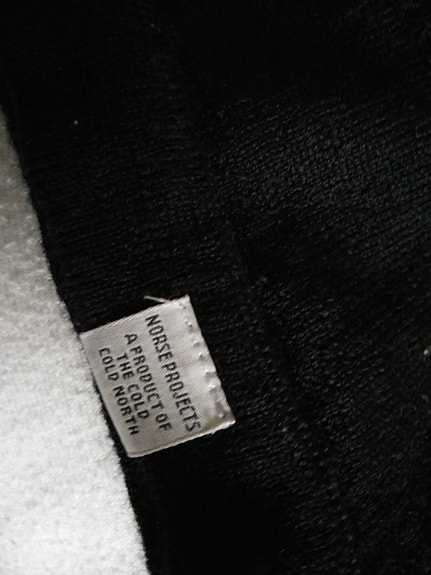 NORSE PROJECTS
A PRODUCT OF
THE COLD
COLD NORTH